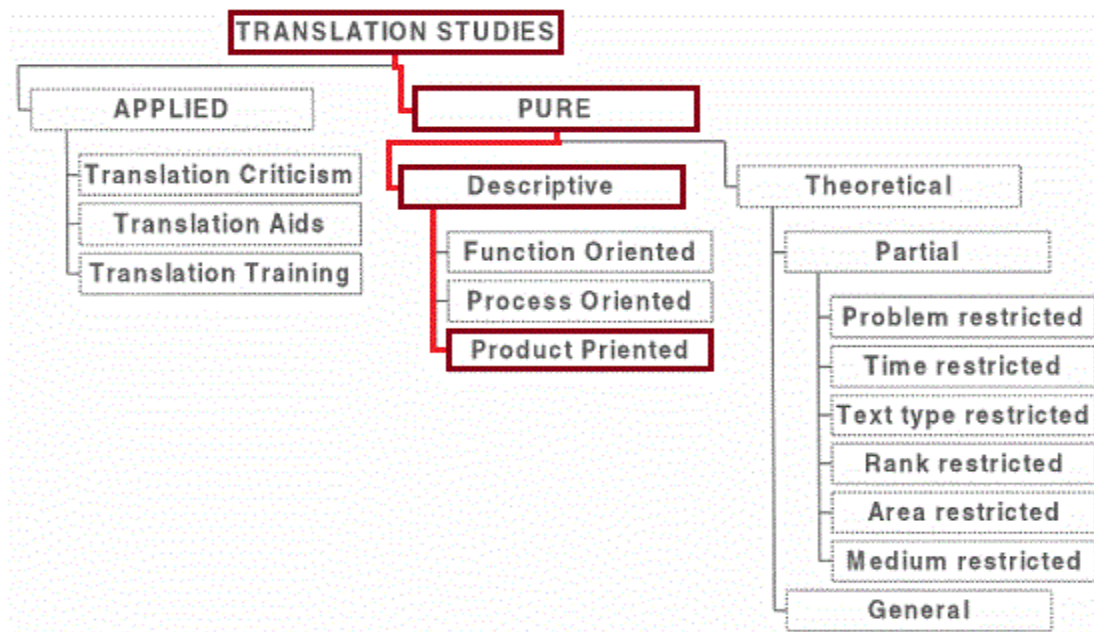 TRANSLATION STUDIES
APPLIED
PURE
Translation Criticism
Translation Aids
Translation Training
Descriptive
Function Oriented
Process Oriented
Product Priented
Theoretical
Partial
Problem restricted
Time restricted
Text type restricted
Rank restricted
Area restricted
Medium restricted
General